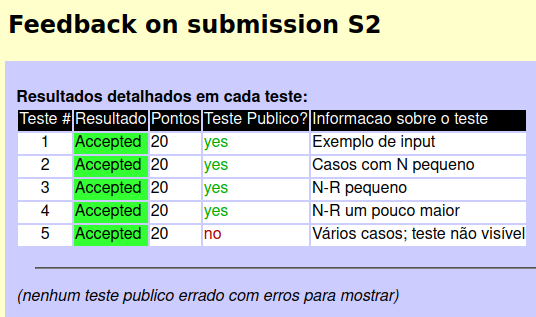 Feedback on submission S2
Resultados detalhados em cada teste:
Teste # Resultado Pontos Teste Publico? Informacao sobre o teste
1 Accepted 20 yes Exemplo de input
2 Accepted 20 yes Casos com N pequeno
3 Accepted 20 yes N-R pequeno
4 Accepted 20 yes N-R um pouco maior
5 Accepted 20 no Vários casos; teste não visível
(nenhum teste publico errado com erros para mostrar)